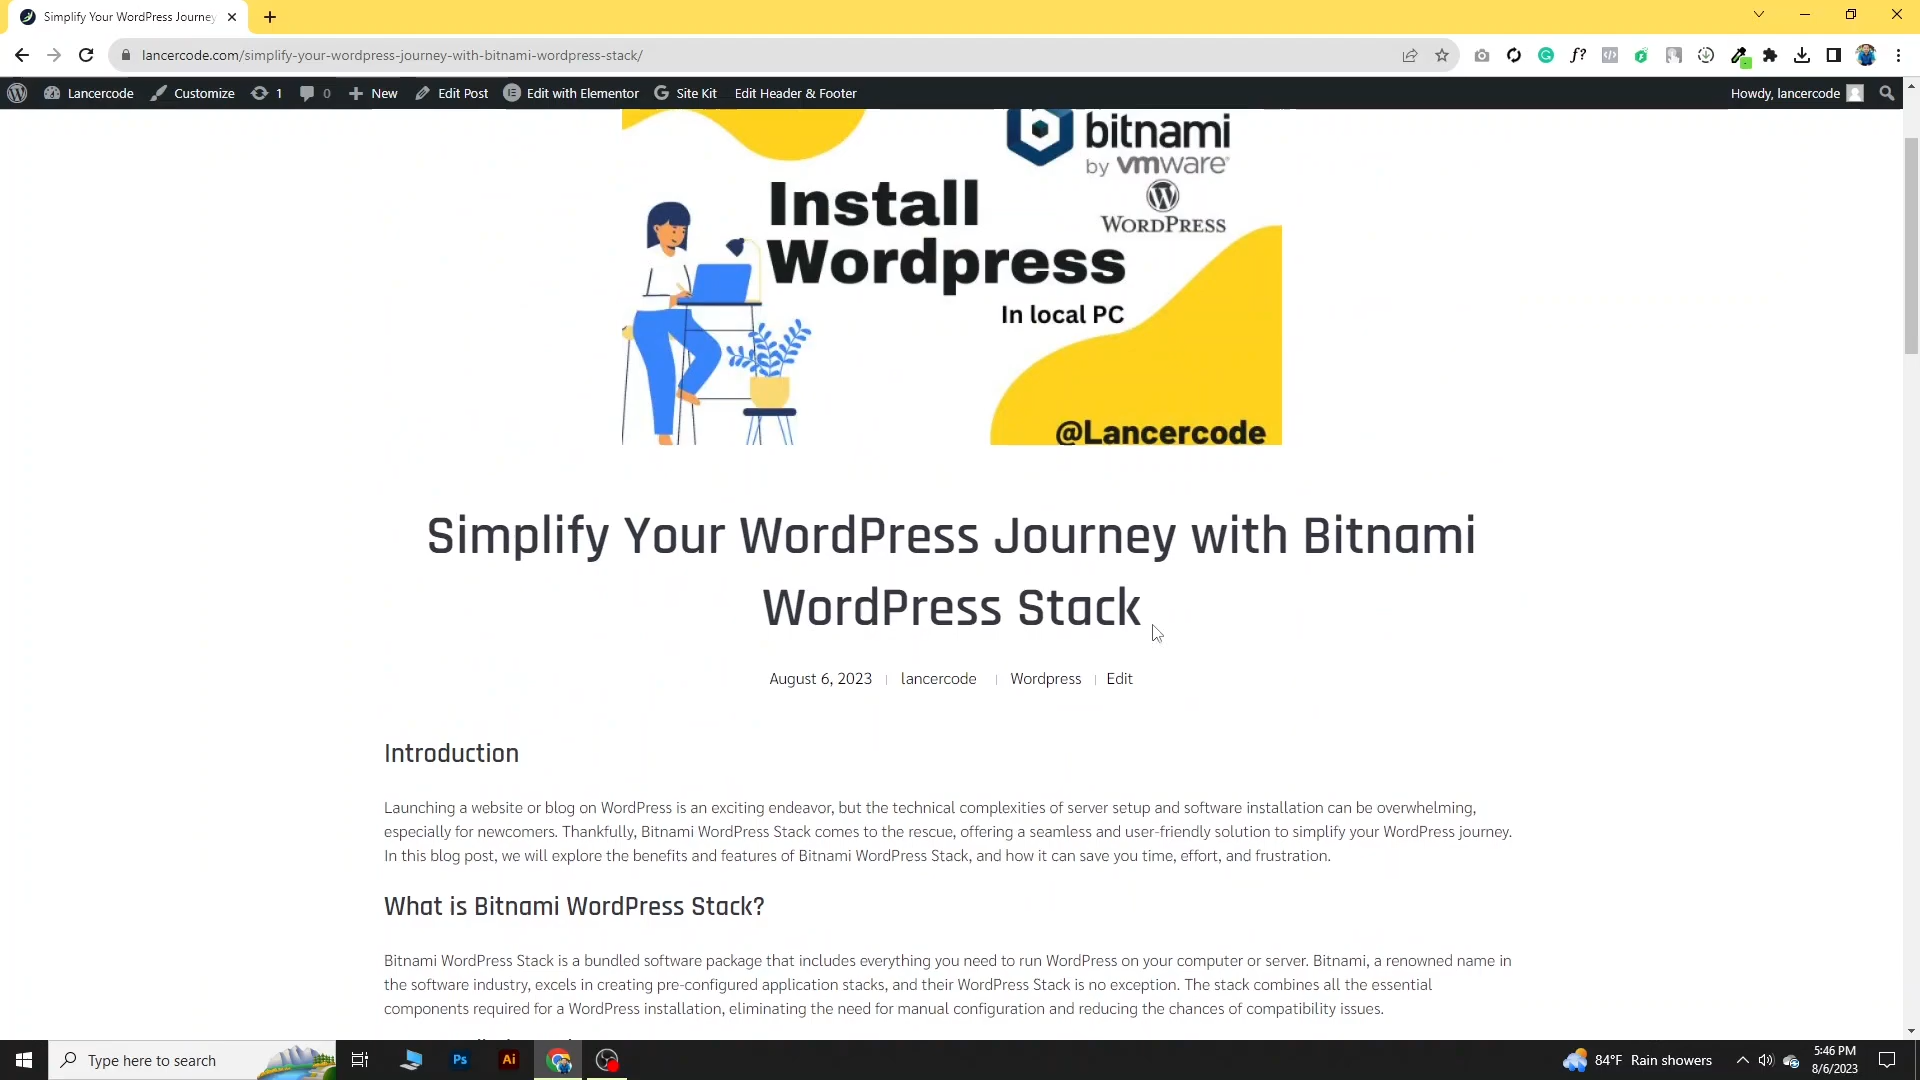 Simplify Your WordPress Journey
lancercode.com/simplify-your-wordpress-journey-with-bitnami-wordpress-stack/
Lancercode Customize 1 0 New Edit Post Edit with Elementor Site Kit Edit Header & Footer Howdy, lancercode
bitnami
by vmware®
WORDPRESS
Install
Wordpress
In local PC
@Lancercode
Simplify Your WordPress Journey with Bitnami
WordPress Stack
August 6, 2023 | lancercode | Wordpress | Edit
Introduction
Launching a website or blog on WordPress is an exciting endeavor, but the technical complexities of server setup and software installation can be overwhelming,
especially for newcomers. Thankfully, Bitnami WordPress Stack comes to the rescue, offering a seamless and user-friendly solution to simplify your WordPress journey.
In this blog post, we will explore the benefits and features of Bitnami WordPress Stack, and how it can save you time, effort, and frustration.
What is Bitnami WordPress Stack?
Bitnami WordPress Stack is a bundled software package that includes everything you need to run WordPress on your computer or server. Bitnami, a renowned name in
the software industry, excels in creating pre-configured application stacks, and their WordPress Stack is no exception. The stack combines all the essential
components required for a WordPress installation, eliminating the need for manual configuration and reducing the chances of compatibility issues.
Type here to search
Ps
Ai
84°F Rain showers
5:46 PM
8/6/2023